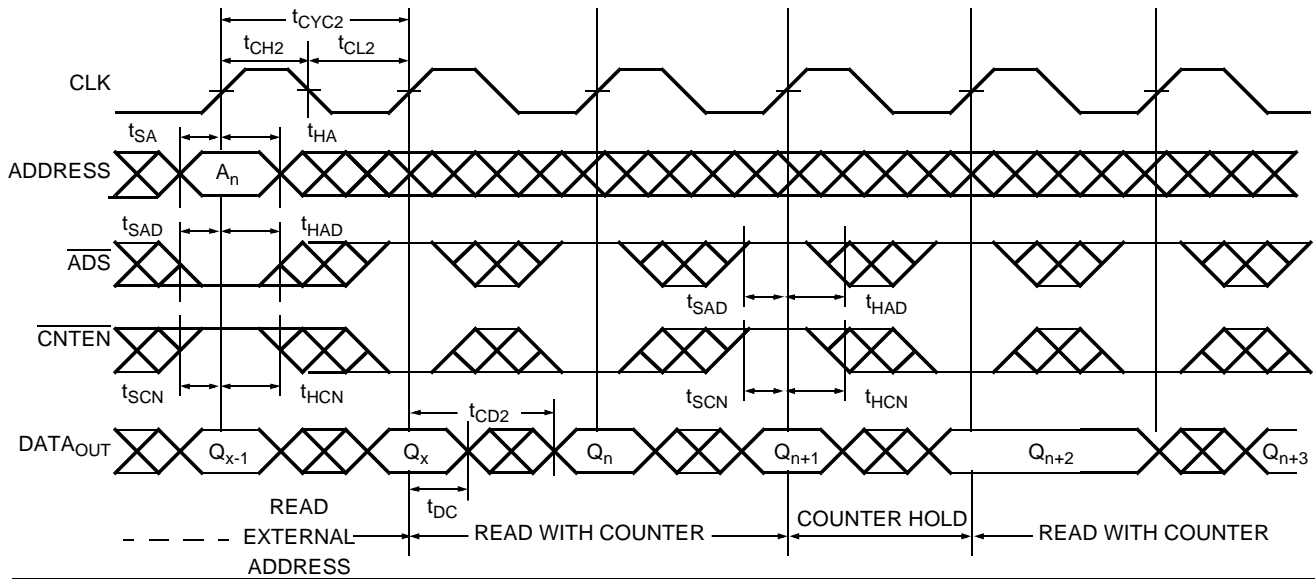 tCYC2
tCH2 tCL2
CLK
tSA tHA
ADDRESS An
tSAD tHAD
ADS
tSAD tHAD
CNTEN
tSCN tHCN tSCN tHCN
tCD2
DATAOUT Qx-1 Qx Qn Qn+1 Qn+2 Qn+3
tDC
READ
EXTERNAL
ADDRESS
READ WITH COUNTER
COUNTER HOLD
READ WITH COUNTER